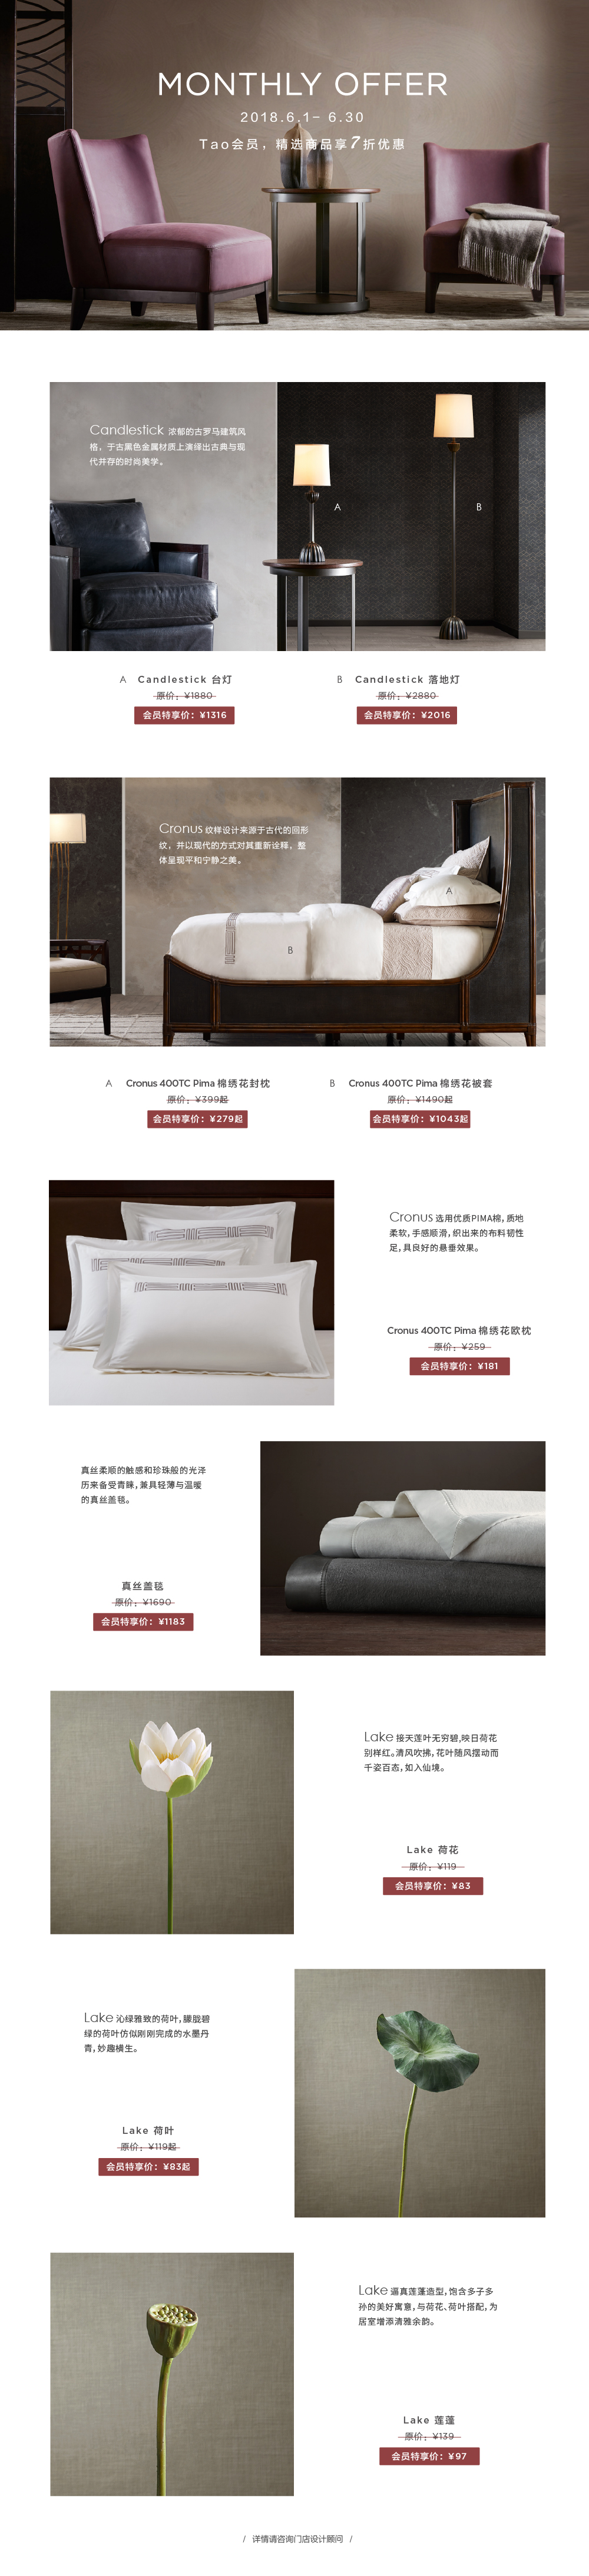 MONTHLY OFFER
2018.6.1– 6.30
Tao会员，精选商品享7折优惠
Candlestick 浓郁的古罗马建筑风
格，于古黑色金属材质上演绎出古典与现
代并存的时尚美学。
A
B
A Candlestick 台灯
原价：¥1880
会员特享价：¥1316
B Candlestick 落地灯
原价：¥2880
会员特享价：¥2016
Cronus 纹样设计来源于古代的回形
纹，并以现代的方式对其重新诠释，整
体呈现平和宁静之美。
A
B
A Cronus 400TC Pima 棉绣花封枕
原价：¥399起
会员特享价：¥279起
B Cronus 400TC Pima 棉绣花被套
原价：¥1490起
会员特享价：¥1043起
Cronus 选用优质PIMA棉，质地
柔软，手感顺滑，织出来的布料韧性
足，具良好的悬垂效果。
Cronus 400TC Pima 棉绣花欧枕
原价：¥259
会员特享价：¥181
真丝柔顺的触感和珍珠般的光泽
历来备受青睐，兼具轻薄与温暖
的真丝盖毯。
真丝盖毯
原价：¥1690
会员特享价：¥1183
Lake 接天莲叶无穷碧,映日荷花
别样红。清风吹拂，花叶随风摆动而
千姿百态，如入仙境。
Lake 荷花
原价：¥119
会员特享价：¥83
Lake 沁绿雅致的荷叶，朦胧碧
绿的荷叶仿似刚刚完成的水墨丹
青，妙趣横生。
Lake 荷叶
原价：¥119起
会员特享价：¥83起
Lake 逼真莲蓬造型，饱含多子多
孙的美好寓意，与荷花、荷叶搭配，为
居室增添清雅余韵。
Lake 莲蓬
原价：¥139
会员特享价：¥97
/ 详情请咨询门店设计顾问 /